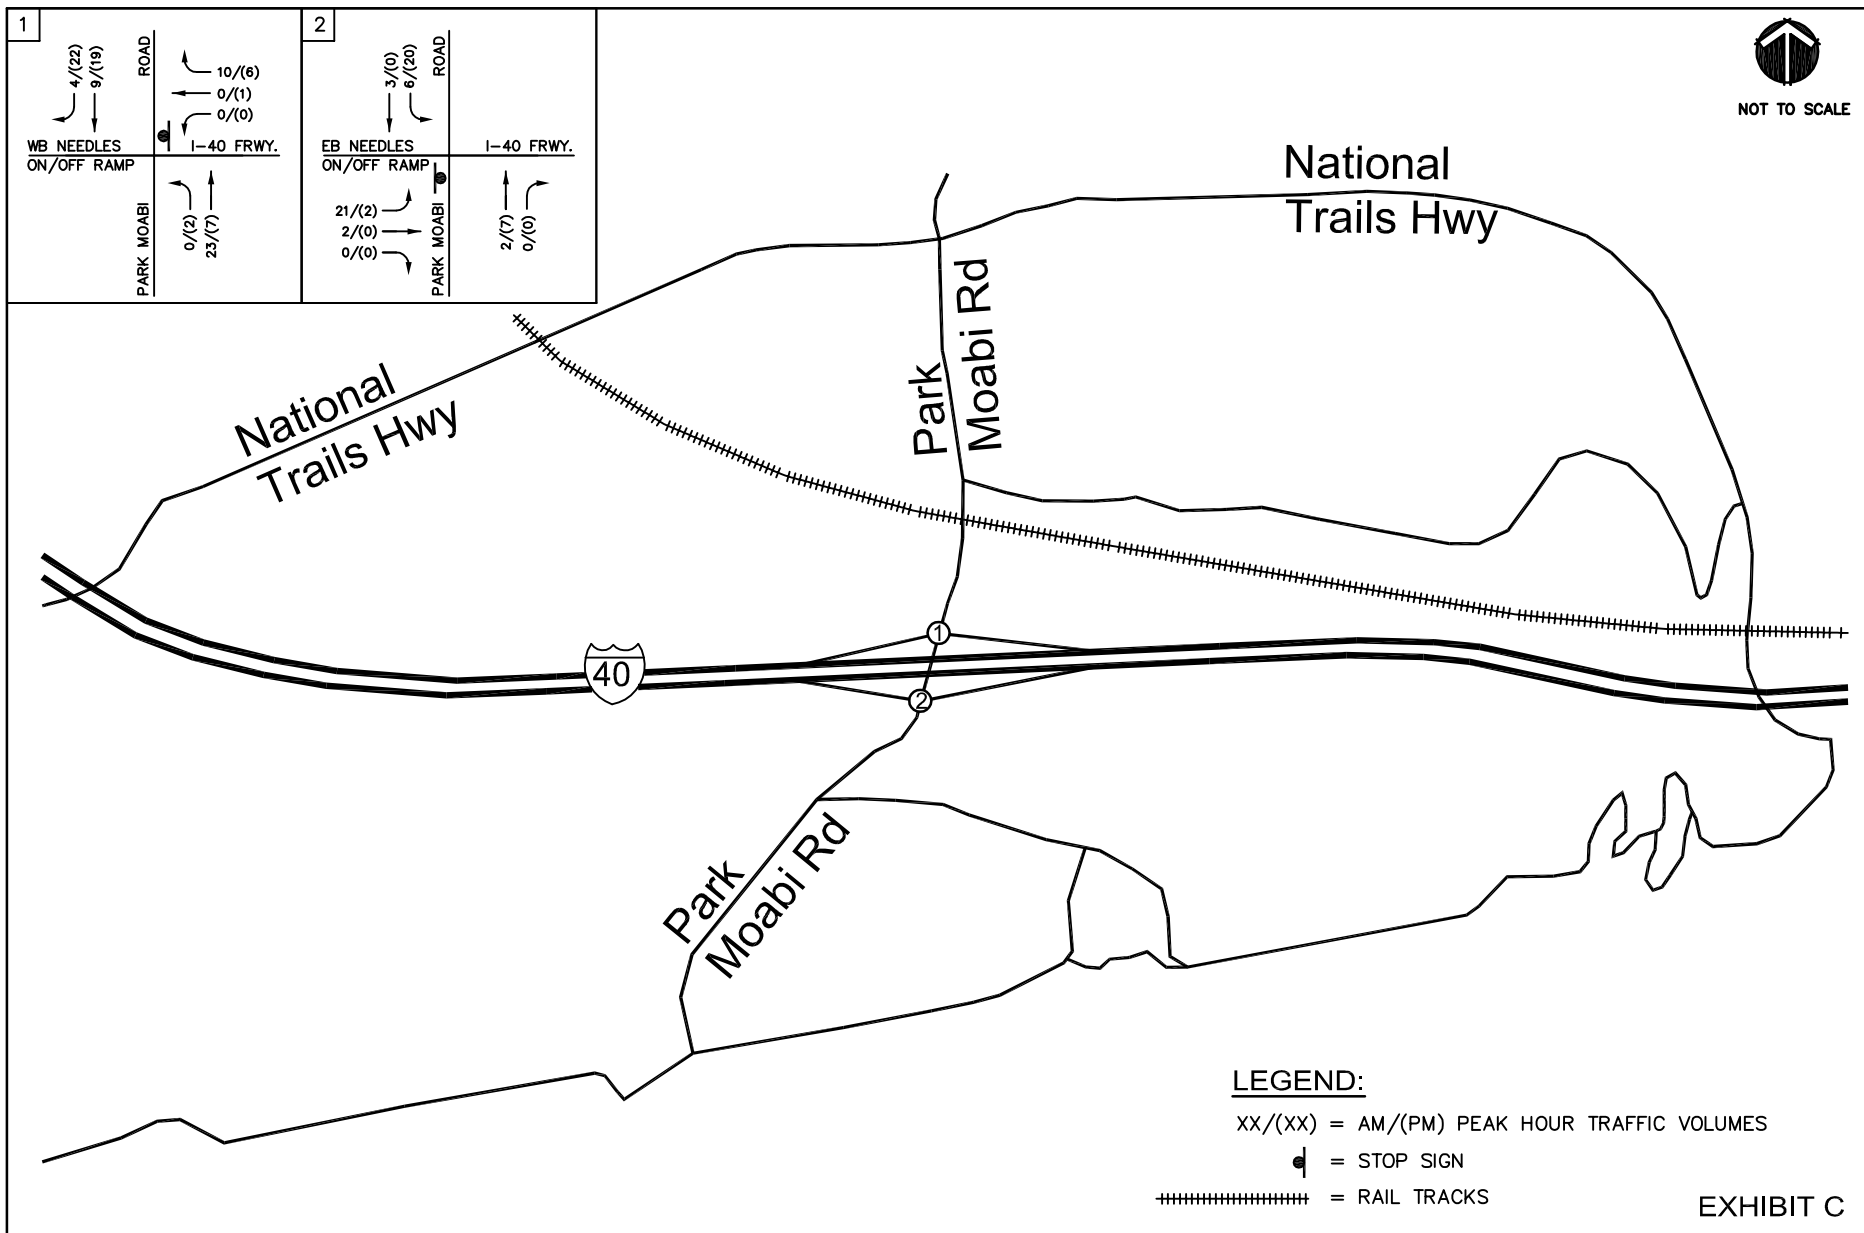 1
4/(22)
9/(19)
ROAD
10/(6)
0/(1)
0/(0)
WB NEEDLES
ON/OFF RAMP
I-40 FRWY.
PARK MOABI
0/(2)
23/(7)
2
3/(0)
6/(20)
ROAD
EB NEEDLES
ON/OFF RAMP
I-40 FRWY.
21/(2)
2/(0)
0/(0)
PARK MOABI
2/(7)
0/(0)
NOT TO SCALE
National
Trails Hwy
Park
Moabi Rd
National
Trails Hwy
1
40
2
Park
Moabi Rd
LEGEND:
XX/(XX) = AM/(PM) PEAK HOUR TRAFFIC VOLUMES
= STOP SIGN
= RAIL TRACKS
EXHIBIT C